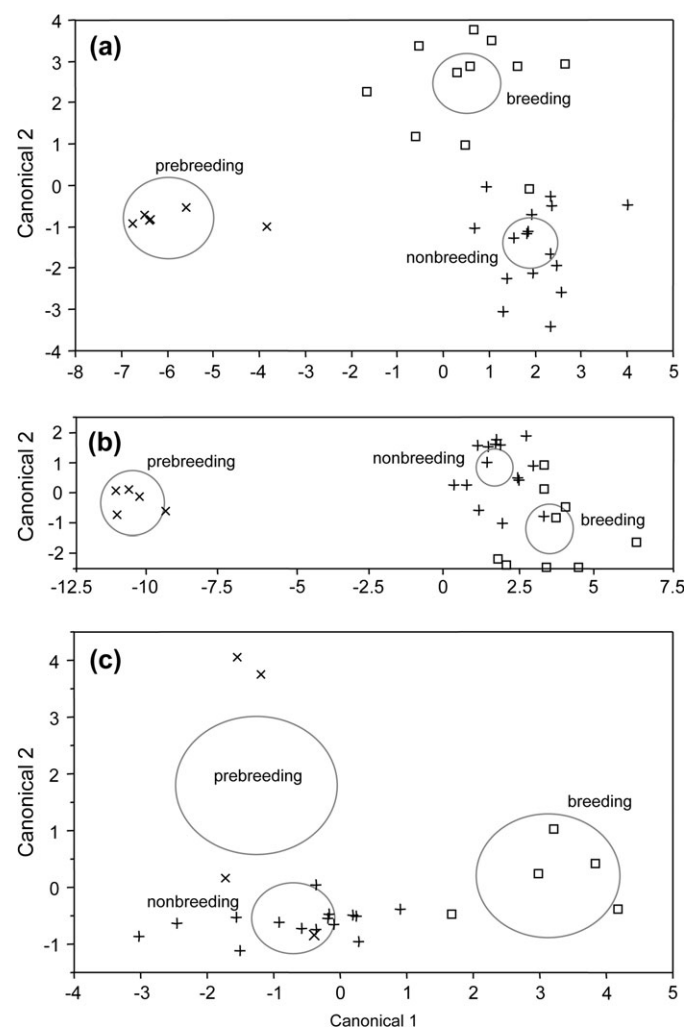 (a)
4
3
2
1
0
-1
-2
-3
-4
Canonical 2
breeding
prebreeding
nonbreeding
-8 -7 -6 -5 -4 -3 -2 -1 0 1 2 3 4 5
(b)
2
1
0
-1
-2
Canonical 2
prebreeding
nonbreeding
breeding
-12.5 -10 -7.5 -5 -2.5 0 2.5 5 7.5
(c)
4
3
2
1
0
-1
Canonical 2
prebreeding
breeding
nonbreeding
-4 -3 -2 -1 0 1 2 3 4 5
Canonical 1